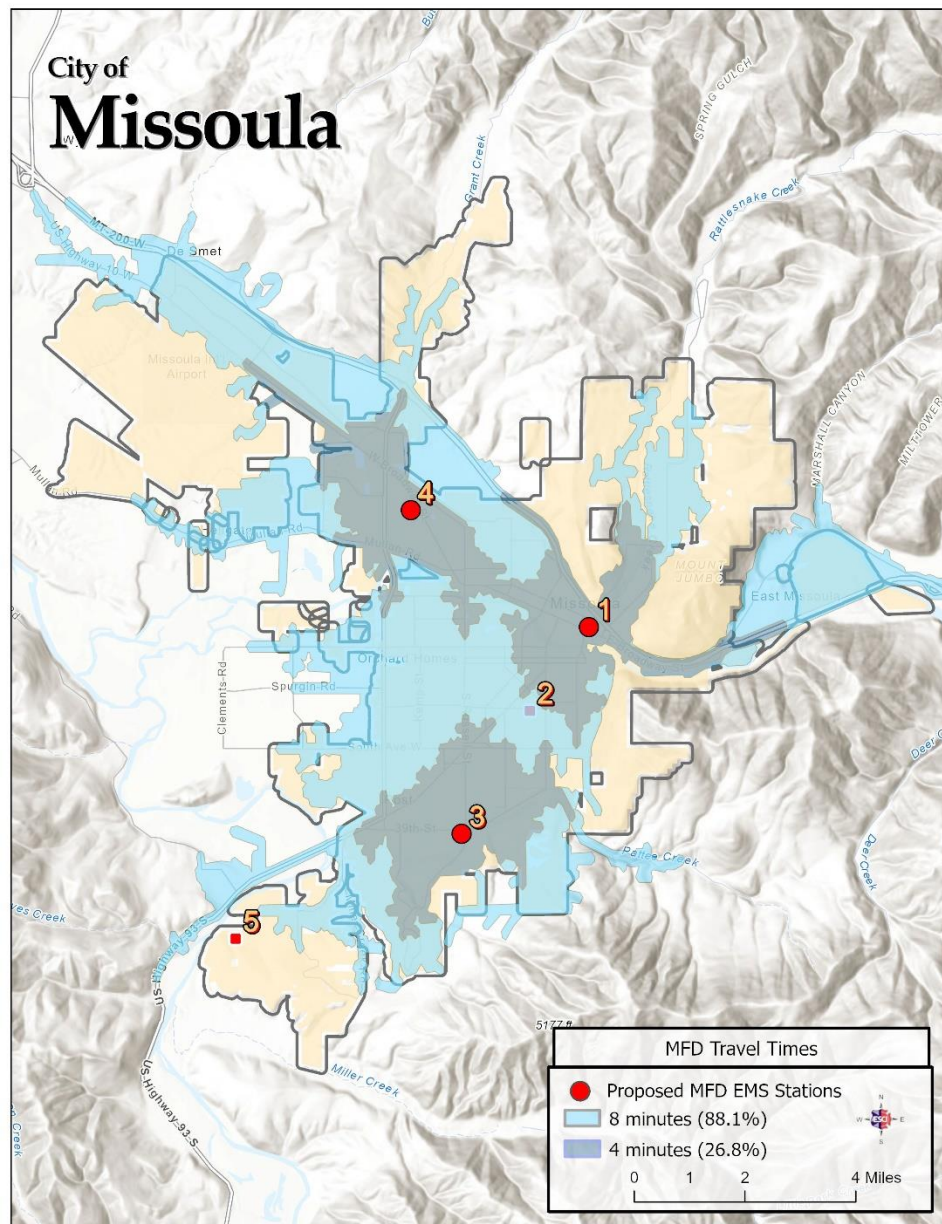 City of
Missoula
SPRING GULCH
Grant Creek
Rattlesnake Creek
MT-200-W
De Smet
US Highway-10-W
MARSHALL CANYON
Missoula
Airport
4
Mullan-Rd
MOUNT
JUMBO
East Missoula
Missoula
1
Orchard Homes
Clements-Rd
Spurgin-Rd
2
South Ave W
3
39th-St
Pattee Creek
Deer Creek
5
US-Highway-93-S
5177 ft
US-Highway-93-S
Miller Creek
MFD Travel Times
Proposed MFD EMS Stations
8 minutes (88.1%)
4 minutes (26.8%)
N
W
E
S
0 1 2 4 Miles